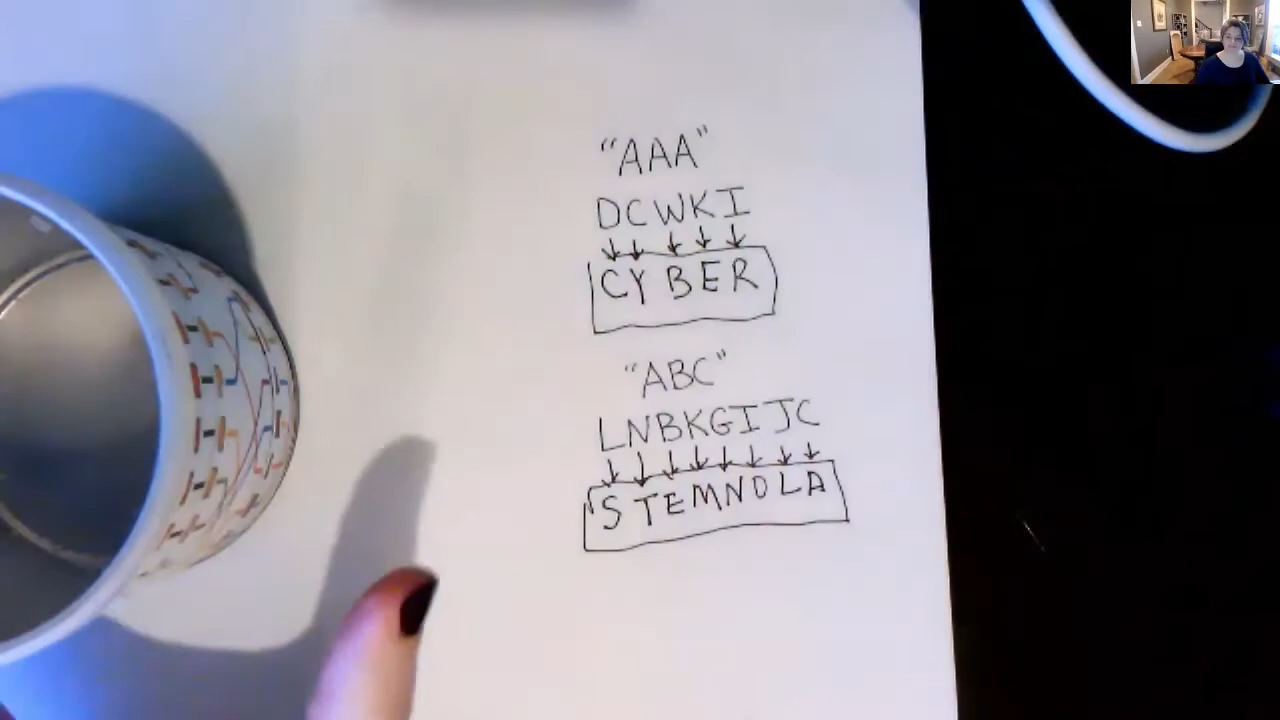 "AAA"
DCWKI
CYBER
"ABC"
LNBKGIJC
STEMNOLA